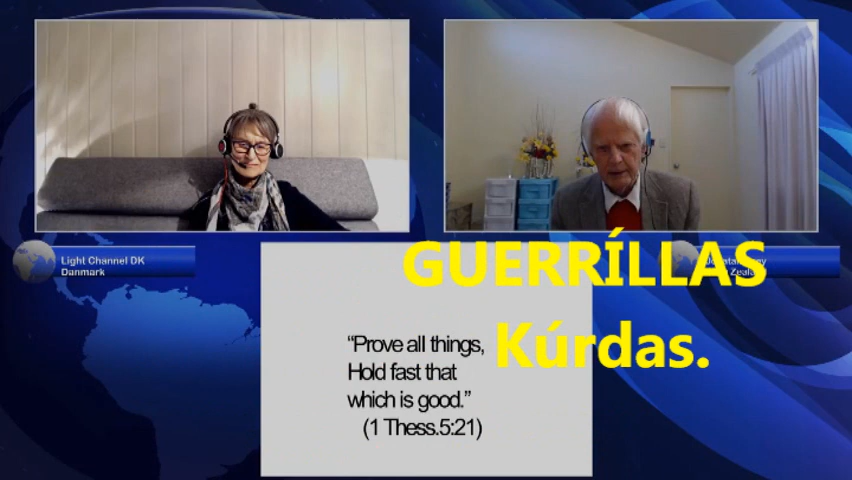 Light Channel DK
Danmark
GUERRÍLLAS
Kúrdas.
“Prove all things,
Hold fast that
which is good.”
(1 Thess.5:21)